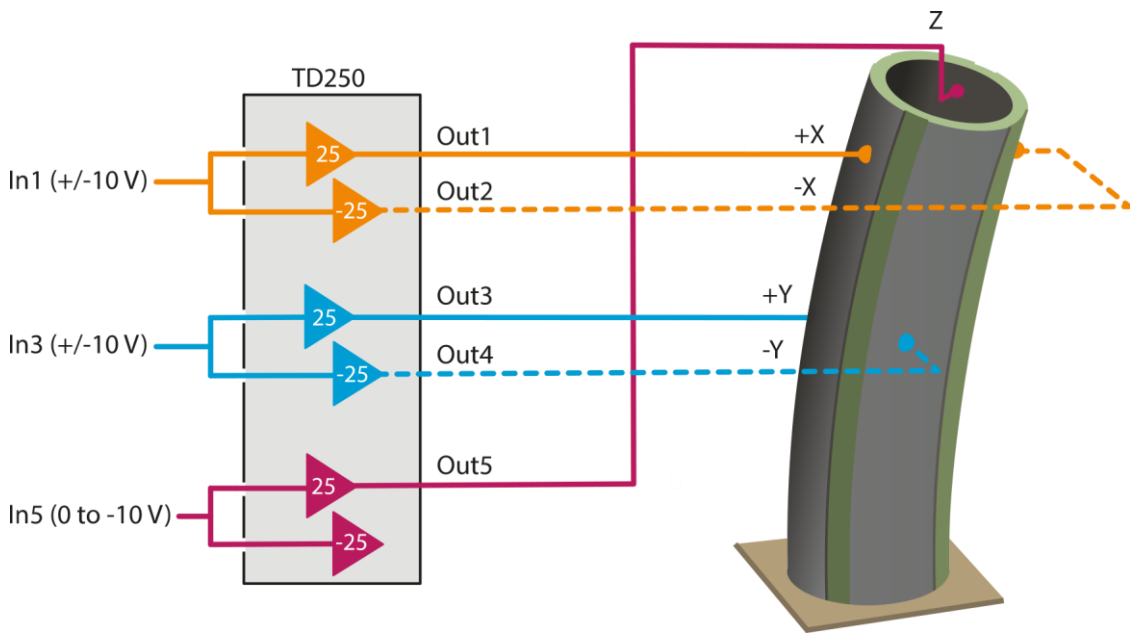 Z
TD250
25
Out1
+X
In1 (+/-10 V)
-25
Out2
-X
25
Out3
+Y
In3 (+/-10 V)
-25
Out4
-Y
25
Out5
In5 (0 to -10 V)
-25